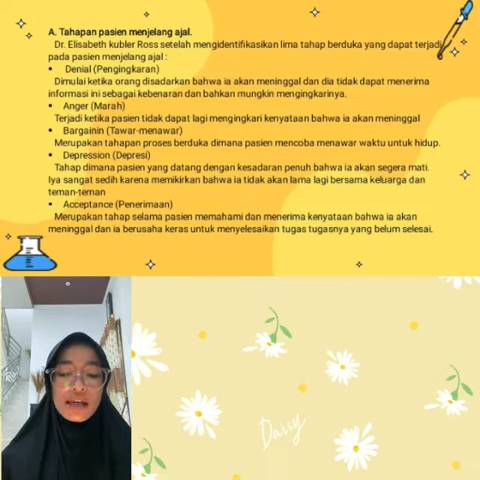 A. Tahapan pasien menjelang ajal.
Dr. Elisabeth kubler Ross setelah mengidentifikasikan lima tahap berduka yang dapat terjadi
pada pasien menjelang ajal :
▪ Denial (Pengingkaran)
Dimulai ketika orang disadarkan bahwa ia akan meninggal dan dia tidak dapat menerima
informasi ini sebagai kebenaran dan bahkan mungkin mengingkarinya.
▪ Anger (Marah)
Terjadi ketika pasien tidak dapat lagi mengingkari kenyataan bahwa ia akan meninggal
▪ Bargainin (Tawar-menawar)
Merupakan tahapan proses berduka dimana pasien mencoba menawar waktu untuk hidup.
▪ Depression (Depresi)
Tahap dimana pasien yang datang dengan kesadaran penuh bahwa ia akan segera mati.
Iya sangat sedih karena memikirkan bahwa ia tidak akan lama lagi bersama keluarga dan
teman-teman
▪ Acceptance (Penerimaan)
Merupakan tahap selama pasien memahami dan menerima kenyataan bahwa ia akan
meninggal dan ia berusaha keras untuk menyelesaikan tugas tugasnya yang belum selesai.
Daisy